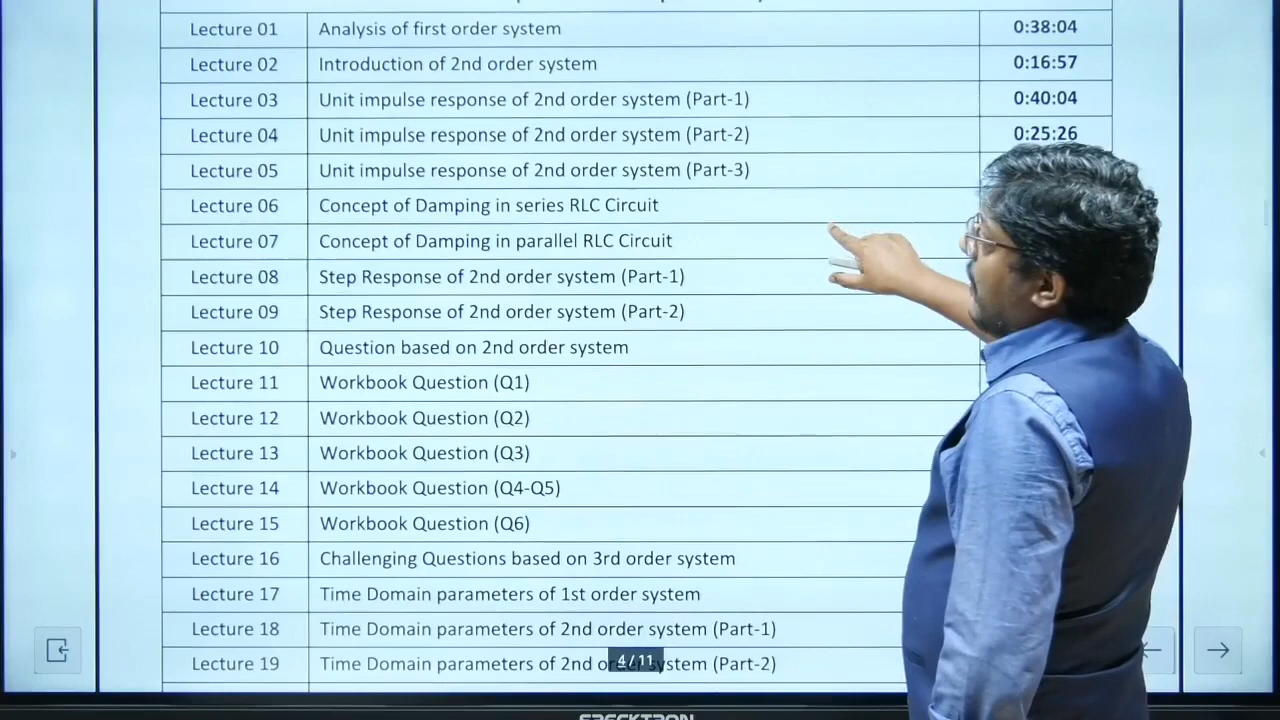 Lecture 01 Analysis of first order system 0:38:04
Lecture 02 Introduction of 2nd order system 0:16:57
Lecture 03 Unit impulse response of 2nd order system (Part-1) 0:40:04
Lecture 04 Unit impulse response of 2nd order system (Part-2) 0:25:26
Lecture 05 Unit impulse response of 2nd order system (Part-3)
Lecture 06 Concept of Damping in series RLC Circuit
Lecture 07 Concept of Damping in parallel RLC Circuit
Lecture 08 Step Response of 2nd order system (Part-1)
Lecture 09 Step Response of 2nd order system (Part-2)
Lecture 10 Question based on 2nd order system
Lecture 11 Workbook Question (Q1)
Lecture 12 Workbook Question (Q2)
Lecture 13 Workbook Question (Q3)
Lecture 14 Workbook Question (Q4-Q5)
Lecture 15 Workbook Question (Q6)
Lecture 16 Challenging Questions based on 3rd order system
Lecture 17 Time Domain parameters of 1st order system
Lecture 18 Time Domain parameters of 2nd order system (Part-1)
Lecture 19 Time Domain parameters of 2nd order system (Part-2)
4/11
SPECKTRON